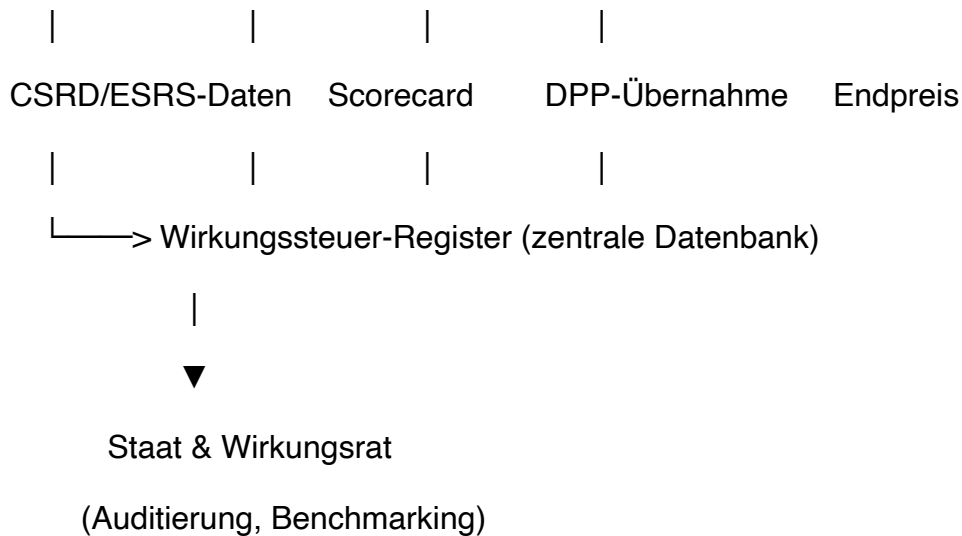 |   |   |   |
CSRD/ESRS-Daten   Scorecard   DPP-Übernahme   Endpreis
|   |   |   |
└────> Wirkungssteuer-Register (zentrale Datenbank)
|
▼
Staat & Wirkungsrat
(Auditierung, Benchmarking)